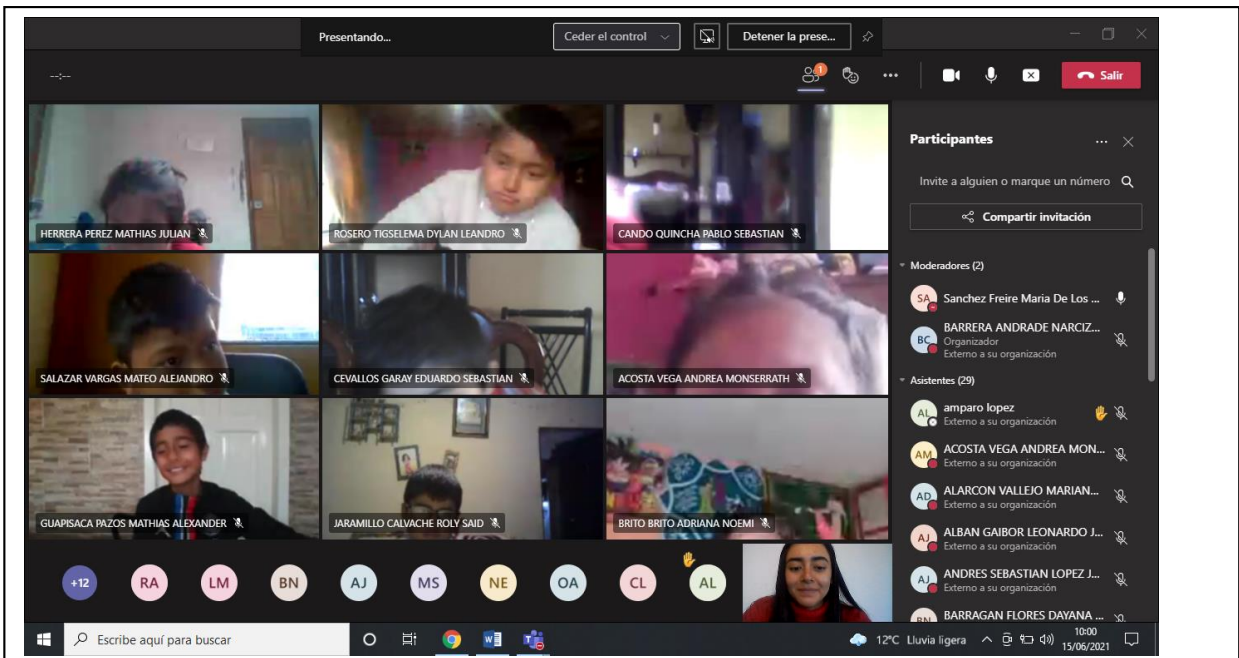 Presentando...
Ceder el control
Detener la prese...
--:--
1
Salir
HERRERA PEREZ MATHIAS JULIAN
ROSERO TIGSELEMA DYLAN LEANDRO
CANDO QUINCHA PABLO SEBASTIAN
SALAZAR VARGAS MATEO ALEJANDRO
CEVALLOS GARAY EDUARDO SEBASTIAN
ACOSTA VEGA ANDREA MONSERRATH
GUAPISACA PAZOS MATHIAS ALEXANDER
JARAMILLO CALVACHE ROLY SAID
BRITO BRITO ADRIANA NOEMI
+12
RA
LM
BN
AJ
MS
NE
OA
CL
AL
Participantes
Invite a alguien o marque un número
Compartir invitación
Moderadores (2)
SA
Sanchez Freire Maria De Los ...
BC
BARRERA ANDRADE NARCIZ...
Organizador
Externo a su organización
Asistentes (29)
AL
amparo lopez
Externo a su organización
AM
ACOSTA VEGA ANDREA MON...
Externo a su organización
AD
ALARCON VALLEJO MARIAN...
Externo a su organización
AJ
ALBAN GAIBOR LEONARDO J...
Externo a su organización
AJ
ANDRES SEBASTIAN LOPEZ J...
Externo a su organización
BN
BARRAGAN FLORES DAYANA ...
Escribe aquí para buscar
12°C Lluvia ligera
10:00
15/06/2021